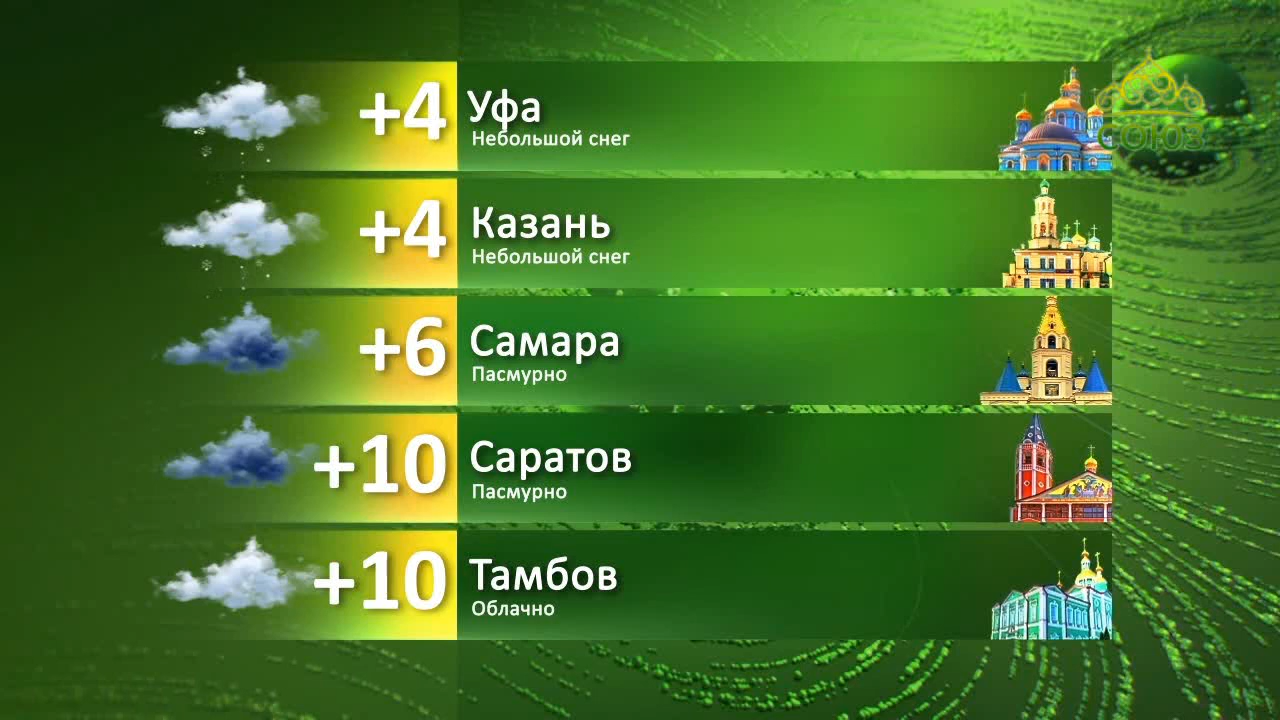 +4 Уфа
Небольшой снег
СОЮЗ
+4 Казань
Небольшой снег
+6 Самара
Пасмурно
+10 Саратов
Пасмурно
+10 Тамбов
Облачно